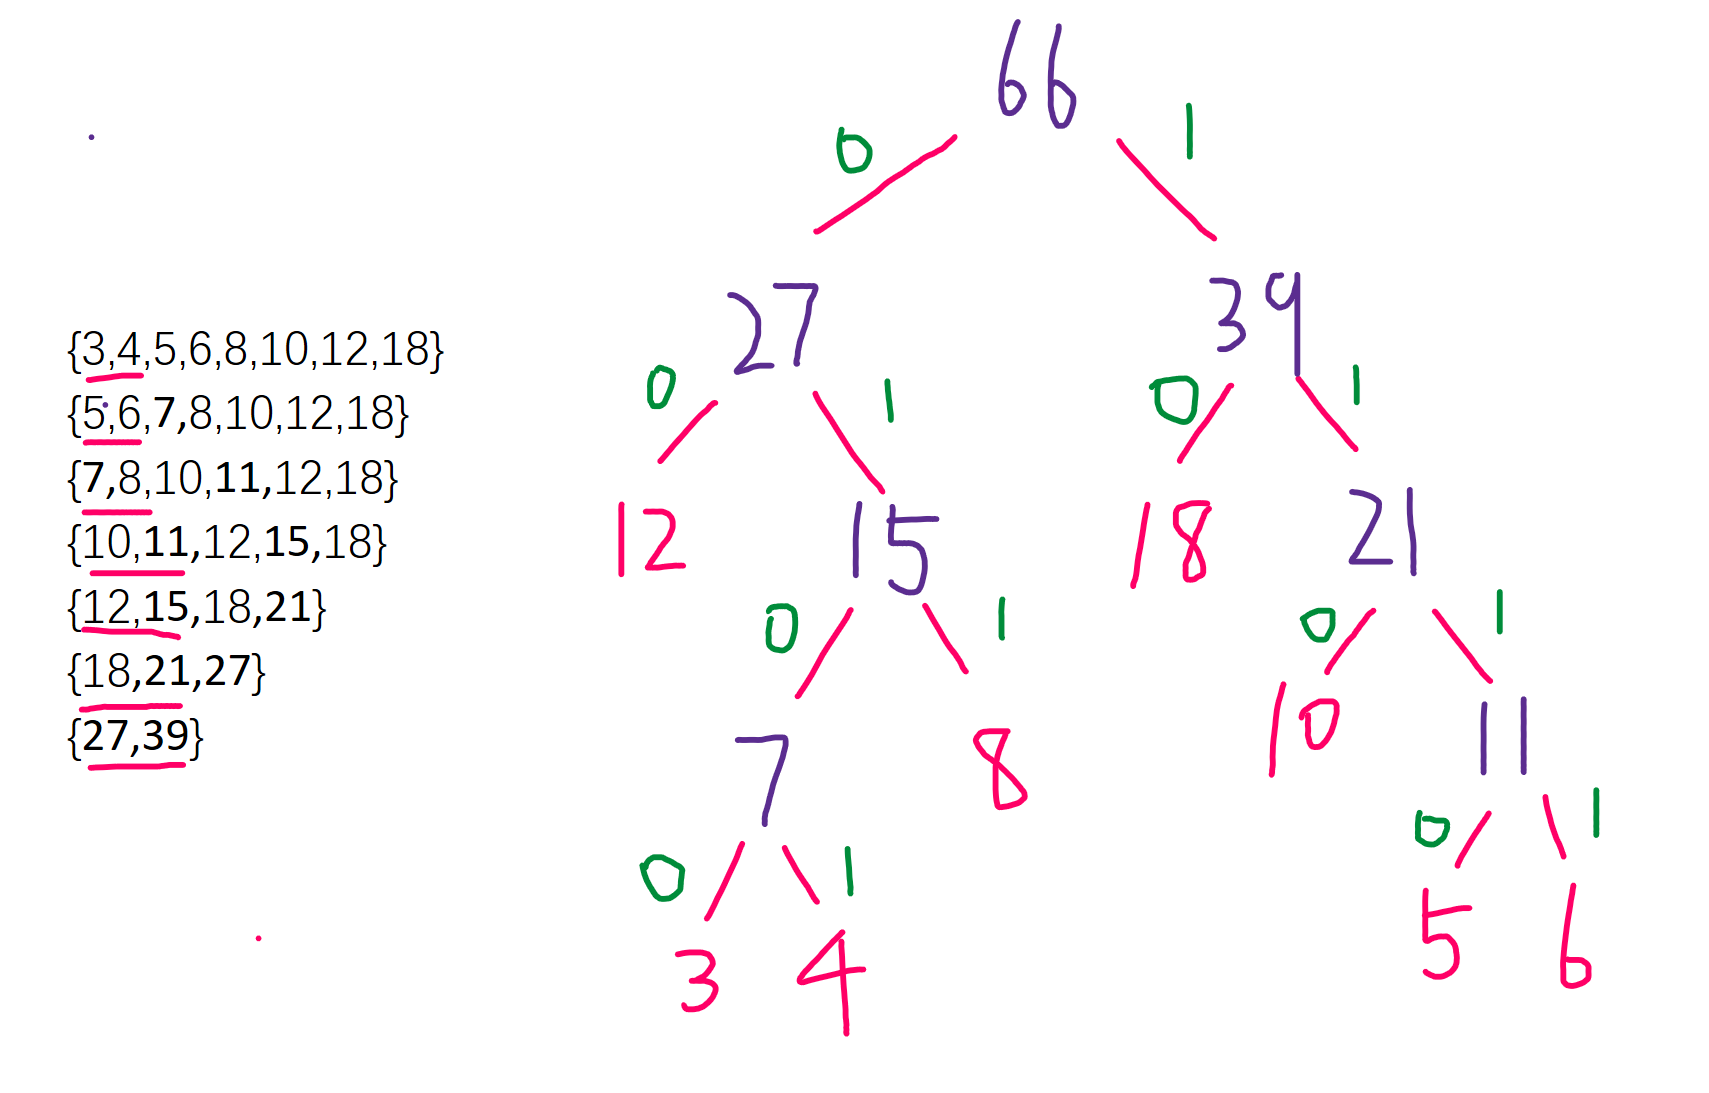 66
0 1
27 39
{3,4,5,6,8,10,12,18}
0 1 0 1
{5,6,7,8,10,12,18}
{7,8,10,11,12,18}
12 15 18 21
{10,11,12,15,18}
{12,15,18,21}
0 1 0 1
{18,21,27}
{27,39}
7 8 10 11
0 1 0 1
3 4 5 6